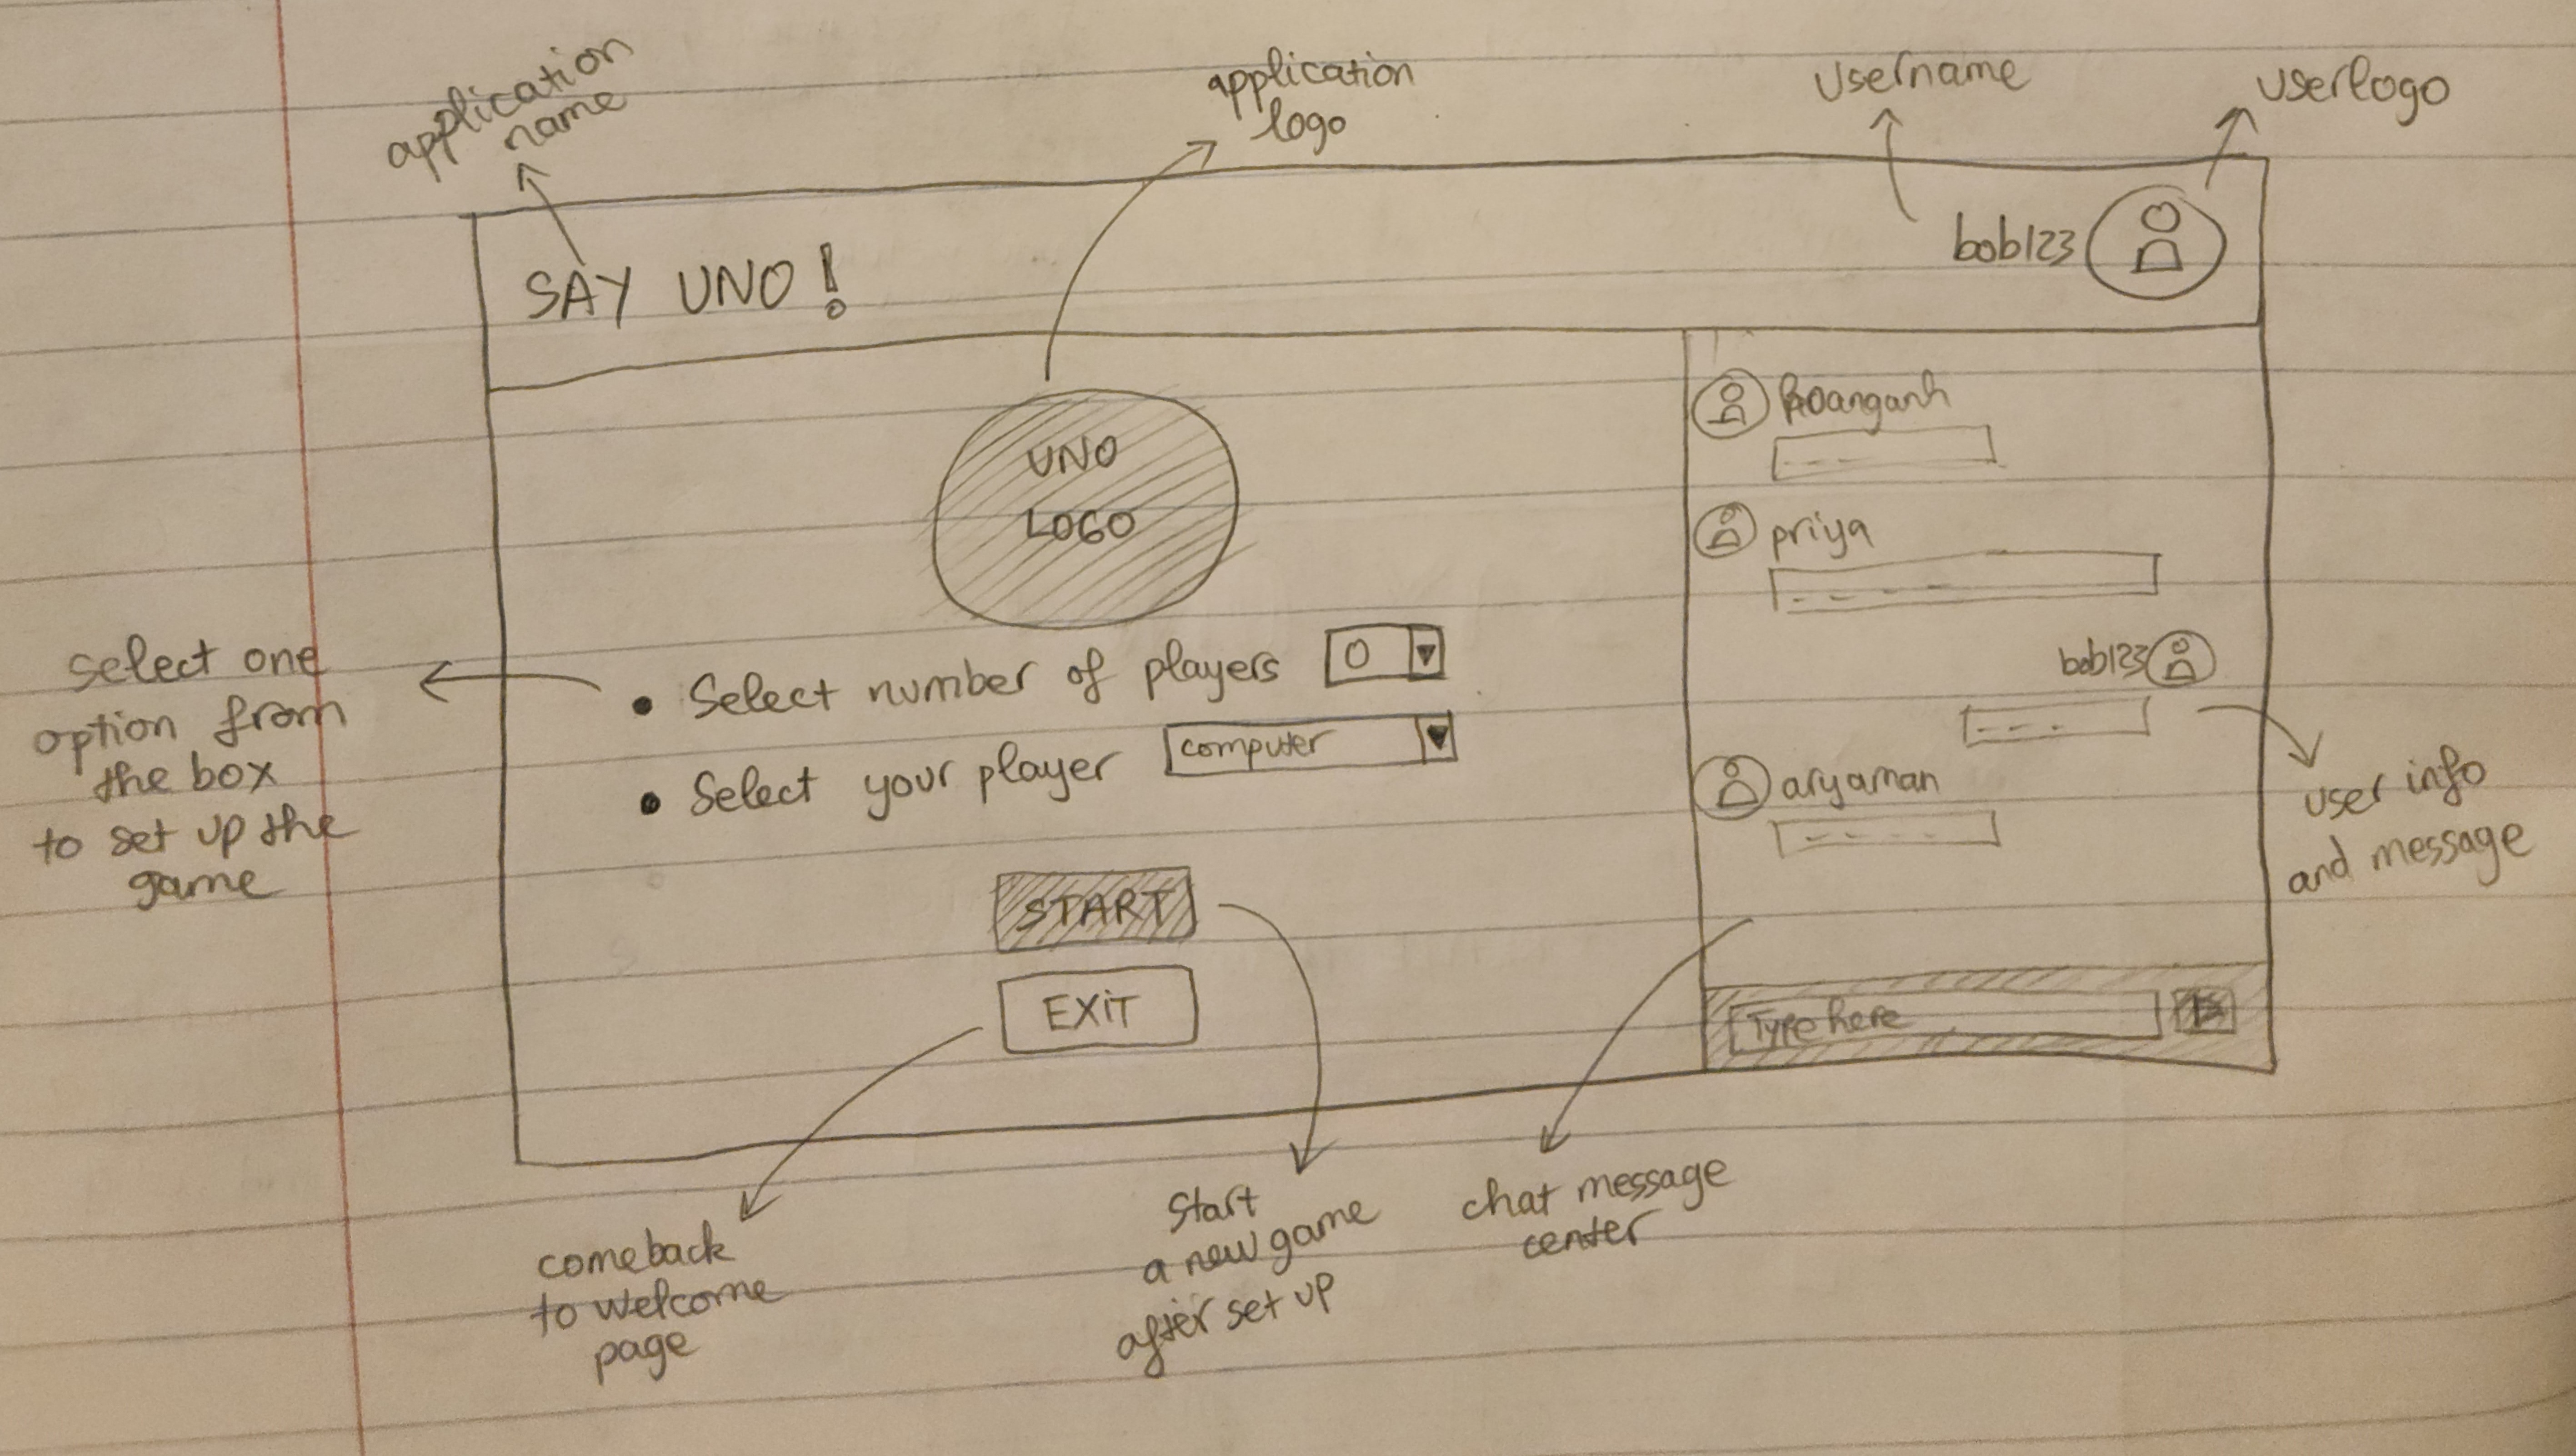 application
name
application
logo
Username
userlogo
SAY UNO!
bob123
UNO
LOGO
hoanganh
priya
bob123
aryaman
Type here
user info
and message
select one
option from
the box
to set up the
game
• Select number of players 0
• Select your player computer
START
EXIT
comeback
to welcome
page
Start
a new game
after set up
chat message
center